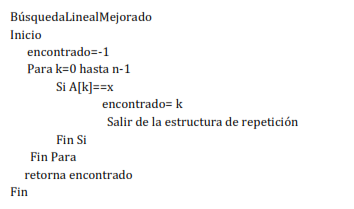 BúsquedaLinealMejorado
Inicio
encontrado=-1
Para k=0 hasta n-1
Si A[k]==x
encontrado= k
Salir de la estructura de repetición
Fin Si
Fin Para
retorna encontrado
Fin